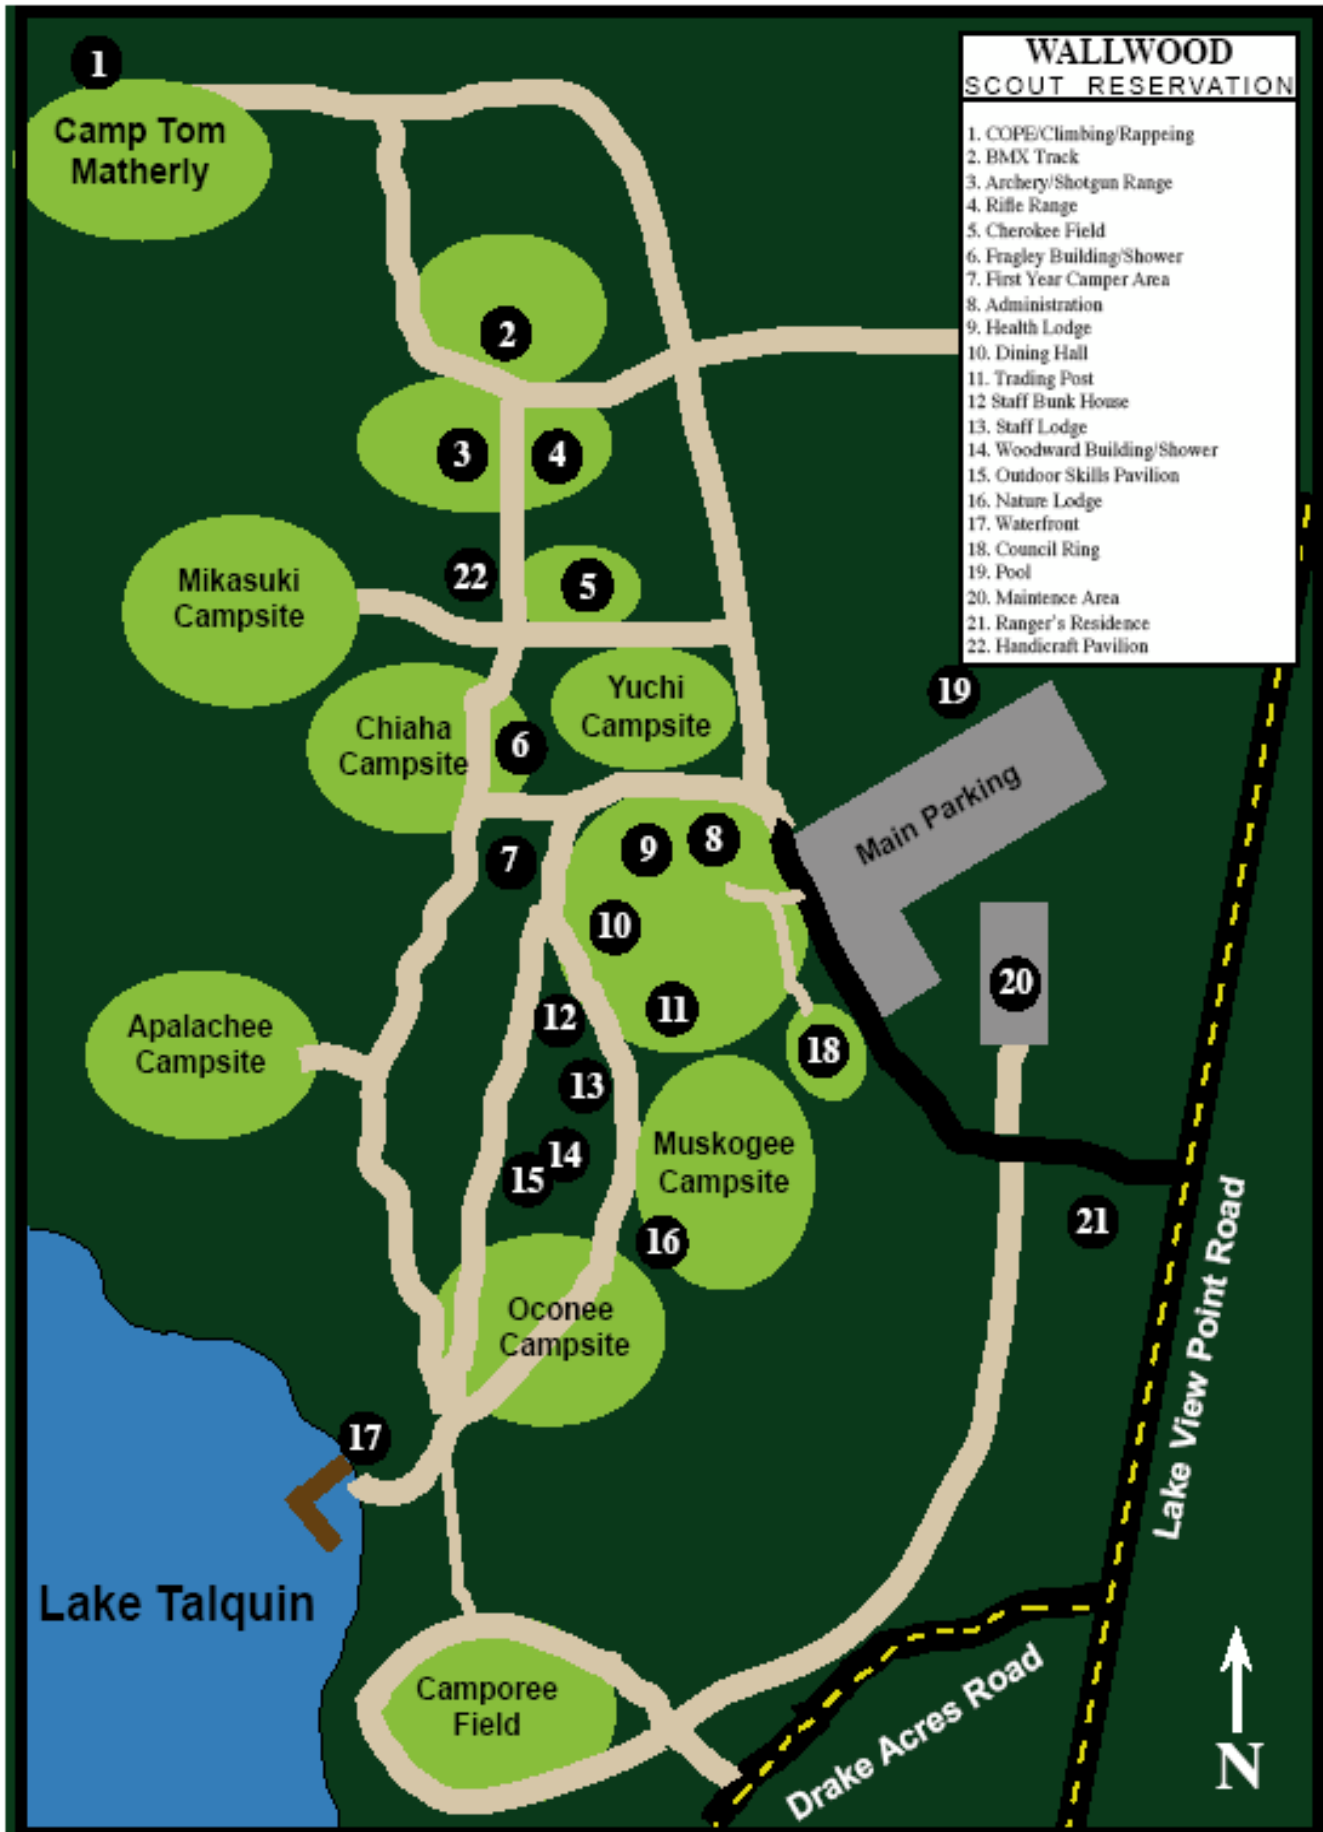 WALLWOOD
SCOUT RESERVATION
1. COPE/Climbing/Rappeing
2. BMX Track
3. Archery/Shotgun Range
4. Rifle Range
5. Cherokee Field
6. Fragley Building/Shower
7. First Year Camper Area
8. Administration
9. Health Lodge
10. Dining Hall
11. Trading Post
12 Staff Bunk House
13. Staff Lodge
14. Woodward Building/Shower
15. Outdoor Skills Pavilion
16. Nature Lodge
17. Waterfront
18. Council Ring
19. Pool
20. Maintence Area
21. Ranger's Residence
22. Handicraft Pavilion
1
Camp Tom
Matherly
2
3
4
22
5
Mikasuki
Campsite
Yuchi
Campsite
Chiaha
Campsite
6
19
Main Parking
7
9
8
10
11
12
20
18
13
Apalachee
Campsite
14
15
Muskogee
Campsite
16
21
Oconee
Campsite
17
Lake View Point Road
Lake Talquin
Camporee
Field
Drake Acres Road
N